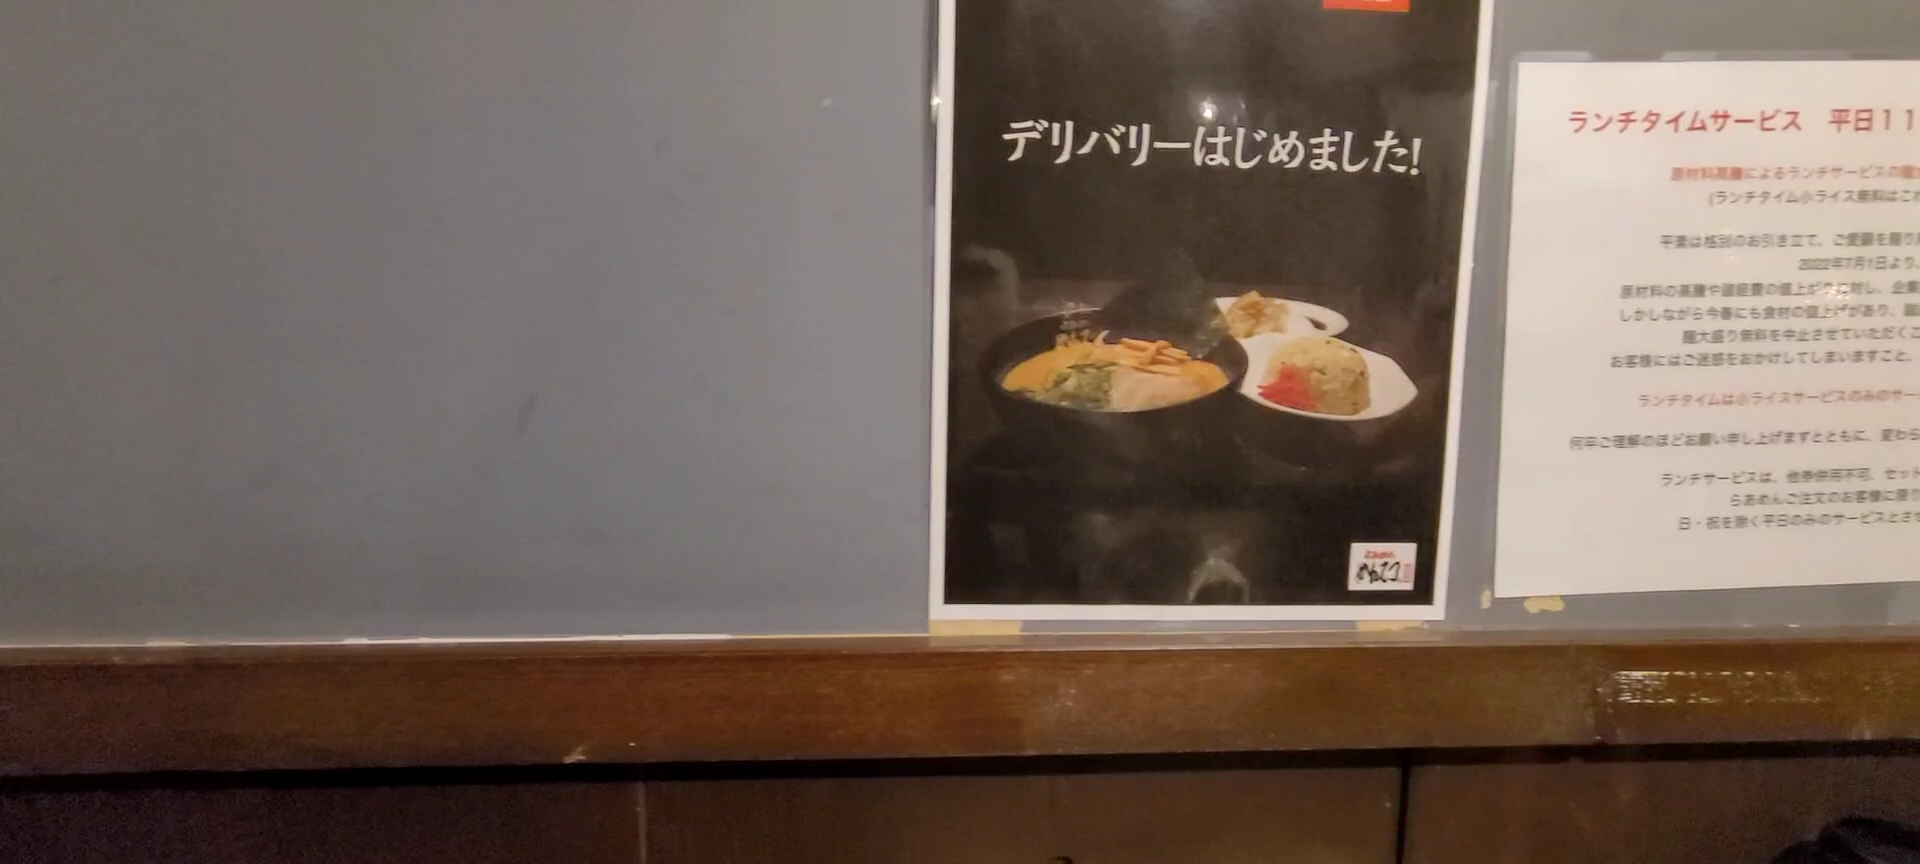 デリバリーはじめました!
らあめん
ランチタイムサービス 平日11
原材料高騰によるランチサービスの
(ランチタイム小ライス無料はこれ
平素は格別のお引き立て、ご愛顧を賜り
2022年7月1日より、
原材料の高騰や諸経費の値上がりに対し、企業
しかしながら今春にも食材の値上げがあり、
麺大盛り無料を中止させていただくこ
お客様にはご迷惑をおかけしてしまいますこと、
ランチタイムは小ライスサービスのみのサー
何卒ご理解のほどお願い申し上げますとともに、変わら
ランチサービスは、他券併用不可、セット
らあめんご注文のお客様に限り
日・祝を除く平日のみのサービスとさせ